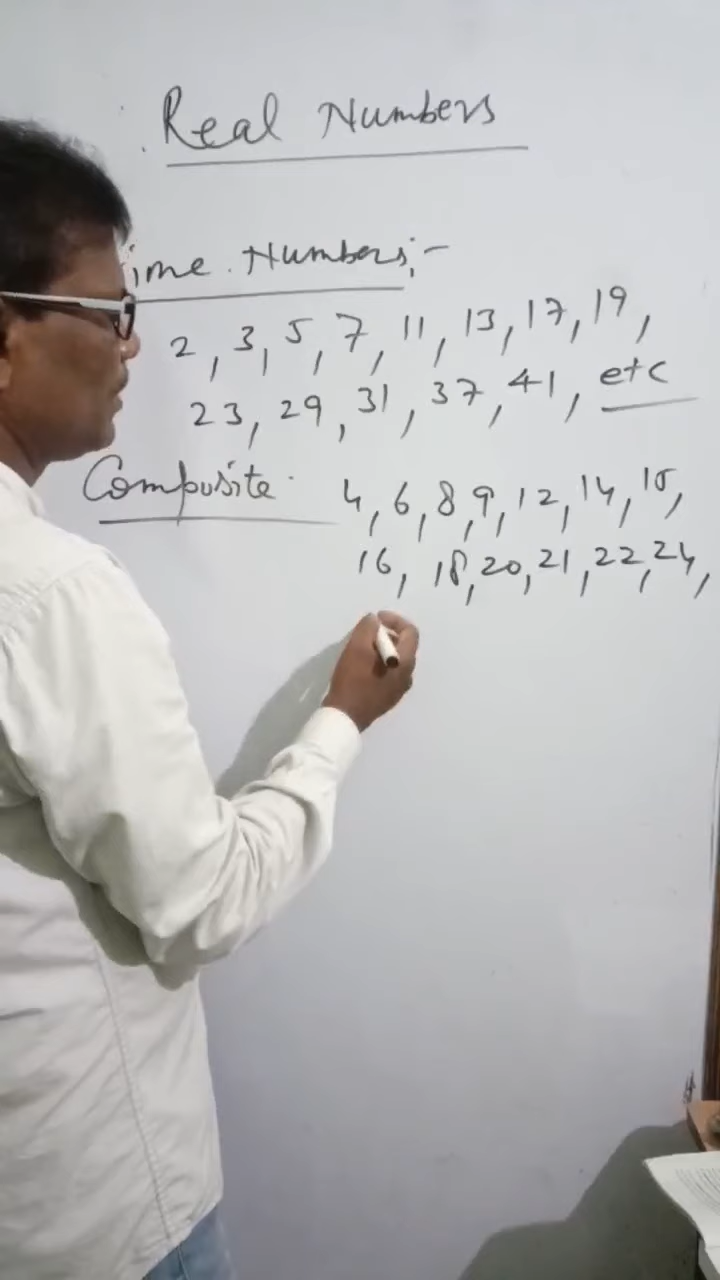 Real Numbers
ime Numbers:-
2, 3, 5, 7, 11, 13, 17, 19,
23, 29, 31, 37, 41, etc
Composite. 4, 6, 8, 9, 12, 14, 15,
16, 18, 20, 21, 22, 24,